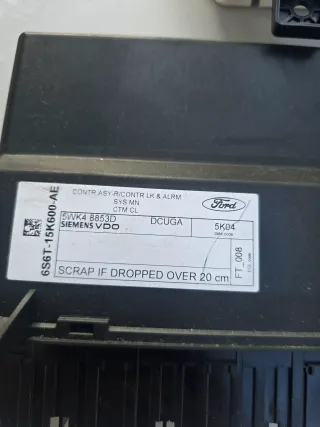 CONTR ASY-R/CONTR LK & ALRM
SYS MN
CTM CL
Ford
6S6T-15K600-AE
5WK4 8853D
DCUGA
5K04
SIEMENS VDO
FT_008
SCRAP IF DROPPED OVER 20 cm